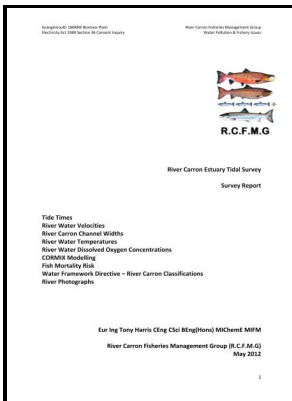 Grangemouth 100MW Biomass Plant
Electricity Act 1989 Section 36 Consent Inquiry
River Carron Fisheries Management Group
Water Pollution & Fishery Issues
R.C.F.M.G
River Carron Estuary Tidal Survey
Survey Report
Tide Times
River Water Velocities
River Carron Channel Widths
River Water Temperatures
River Water Dissolved Oxygen Concentrations
CORMIX Modelling
Fish Mortality Risk
Water Framework Directive – River Carron Classifications
River Photographs
Eur Ing Tony Harris CEng CSci BEng(Hons) MIChemE MIFM
River Carron Fisheries Management Group (R.C.F.M.G)
May 2012
1